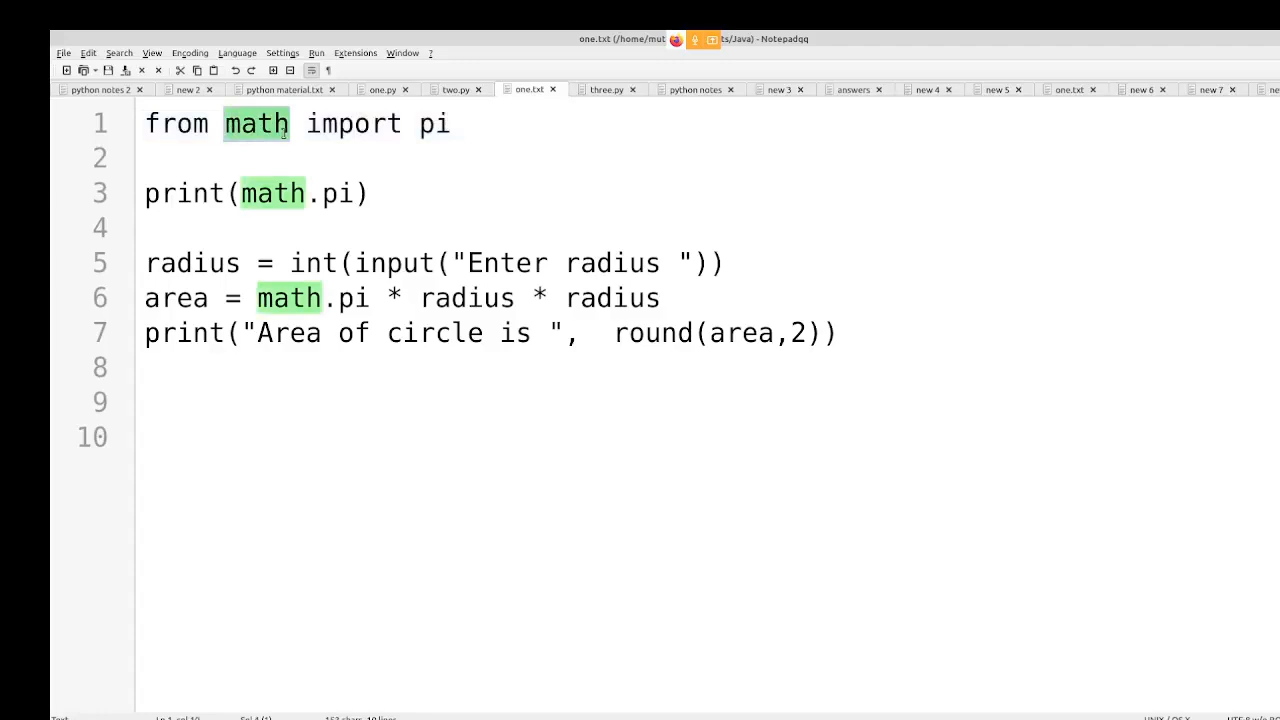 one.txt (/home/mut ts/Java) - Notepadqq
File Edit Search View Encoding Language Settings Run Extensions Window ?
python notes 2 new 2 python material.txt one.py two.py one.txt three.py python notes new 3 answers new 4 new 5 one.txt new 6 new 7 ne
1 from math import pi
2
3 print(math.pi)
4
5 radius = int(input("Enter radius "))
6 area = math.pi * radius * radius
7 print("Area of circle is ",  round(area,2))
8
9
10